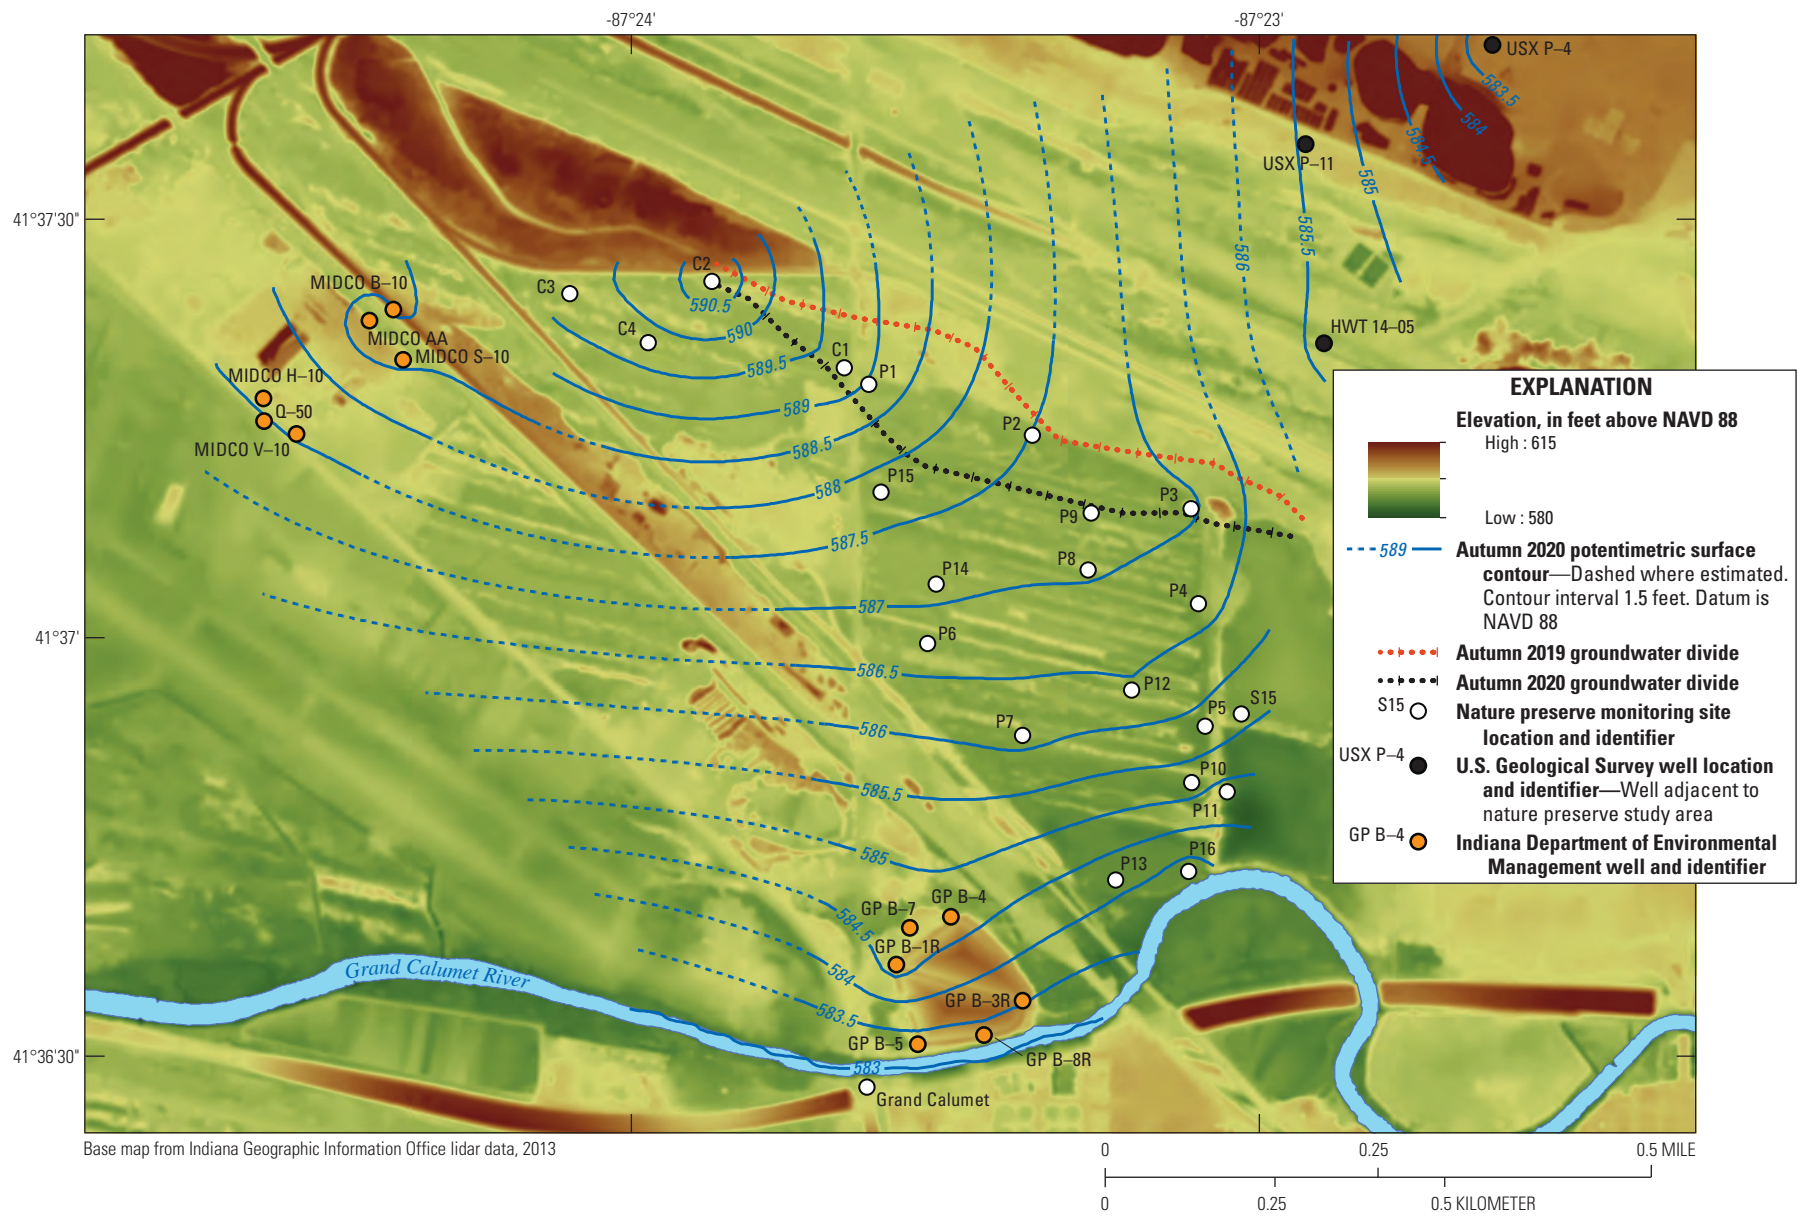 -87°24'
-87°23'
USX P–4
583.5
584
584.5
USX P–11
585
41°37'30"
585.5
586
C2
MIDCO B–10
C3
590.5
HWT 14–05
590
C4
MIDCO AA
MIDCO S–10
C1
589.5
P1
MIDCO H–10
589
Q–50
P2
588.5
MIDCO V–10
P15
588
P3
P9
587.5
P8
P14
P4
587
P6
41°37'
586.5
P12
S15
P5
P7
586
P10
585.5
P11
585
P16
P13
GP B–4
GP B–7
584.5
GP B–1R
Grand Calumet River
584
GP B–3R
583.5
GP B–5
41°36'30"
GP B–8R
583
Grand Calumet
EXPLANATION
Elevation, in feet above NAVD 88
High : 615
Low : 580
589
Autumn 2020 potentimetric surface
contour—Dashed where estimated.
Contour interval 1.5 feet. Datum is
NAVD 88
Autumn 2019 groundwater divide
Autumn 2020 groundwater divide
S15
Nature preserve monitoring site
location and identifier
USX P–4
U.S. Geological Survey well location
and identifier—Well adjacent to
nature preserve study area
GP B–4
Indiana Department of Environmental
Management well and identifier
Base map from Indiana Geographic Information Office lidar data, 2013
0 0.25 0.5 MILE
0 0.25 0.5 KILOMETER